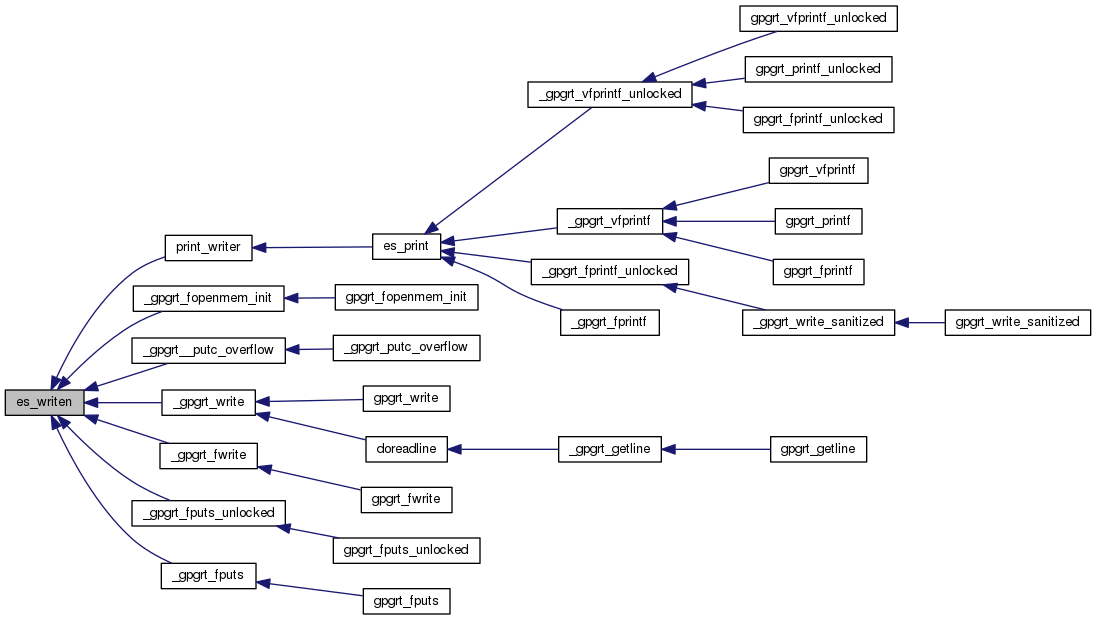 gpgrt_vfprintf_unlocked
gpgrt_printf_unlocked
_gpgrt_vfprintf_unlocked
gpgrt_fprintf_unlocked
gpgrt_vfprintf
_gpgrt_vfprintf
gpgrt_printf
print_writer
es_print
gpgrt_fprintf
_gpgrt_fprintf_unlocked
_gpgrt_fopenmem_init
gpgrt_fopenmem_init
_gpgrt_fprintf
_gpgrt_write_sanitized
gpgrt_write_sanitized
_gpgrt__putc_overflow
_gpgrt_putc_overflow
es_writen
_gpgrt_write
gpgrt_write
doreadline
_gpgrt_getline
gpgrt_getline
_gpgrt_fwrite
gpgrt_fwrite
_gpgrt_fputs_unlocked
gpgrt_fputs_unlocked
_gpgrt_fputs
gpgrt_fputs